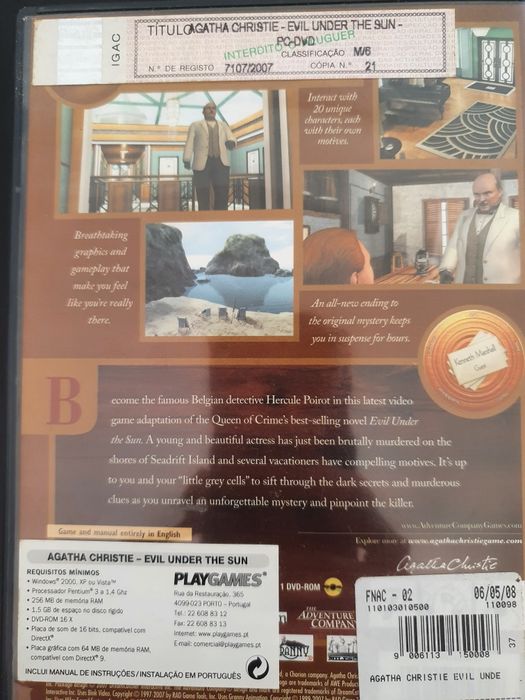 IGAC
TÍTULO AGATHA CHRISTIE - EVIL UNDER THE SUN -
PC-DVD
INTERDITO ALUGUER
CLASSIFICAÇÃO M/6
N.º DE REGISTO 7107/2007 CÓPIA N.º 21
Interact with
20 unique
characters, each
with their own
motives.
Breathtaking
graphics and
gameplay that
make you feel
like you're really
there.
An all-new ending to
the original mystery keeps
you in suspense for hours.
Kenneth Marshall
Guest
Become the famous Belgian detective Hercule Poirot in this latest video
game adaptation of the Queen of Crime's best-selling novel Evil Under
the Sun. A young and beautiful actress has just been brutally murdered on the
shores of Seadrift Island and several vacationers have compelling motives. It's up
to you and your "little grey cells" to sift through the dark secrets and murderous
clues as you unravel an unforgettable mystery and pinpoint the killer.
www.AdventureCompanyGames.com
Game and manual entirely in English
Explore more at www.agathachristie.com
agatha Christie
AGATHA CHRISTIE – EVIL UNDER THE SUN
REQUISITOS MÍNIMOS
• Windows® 2000, XP ou Vista™
• Processador Pentium® 3 a 1,4 Ghz
• 256 MB de memória RAM
• 1,5 GB de espaço no disco rígido
• DVD-ROM 16 X
• Placa de som de 16 bits, compatível com
DirectX®
• Placa gráfica com 64 MB de memória RAM,
compatível com DirectX® 9.
PLAYGAMES®
Rua da Restauração, 365
4099-023 PORTO - Portugal
Tel.: 22 608 83 12
Fax: 22 608 83 13
Internet: www.playgames.pt
E-mail: comercial@playgames.pt
INCLUI MANUAL DE INSTRUÇÕES/INSTALAÇÃO EM PORTUGUÊS
1 DVD-ROM
THE
ADVENTURE
COMPANY
FNAC - 02 06/05/08
110103010500 110098
9 006113 150008
37
AGATHA CHRISTIE EVIL UNDE